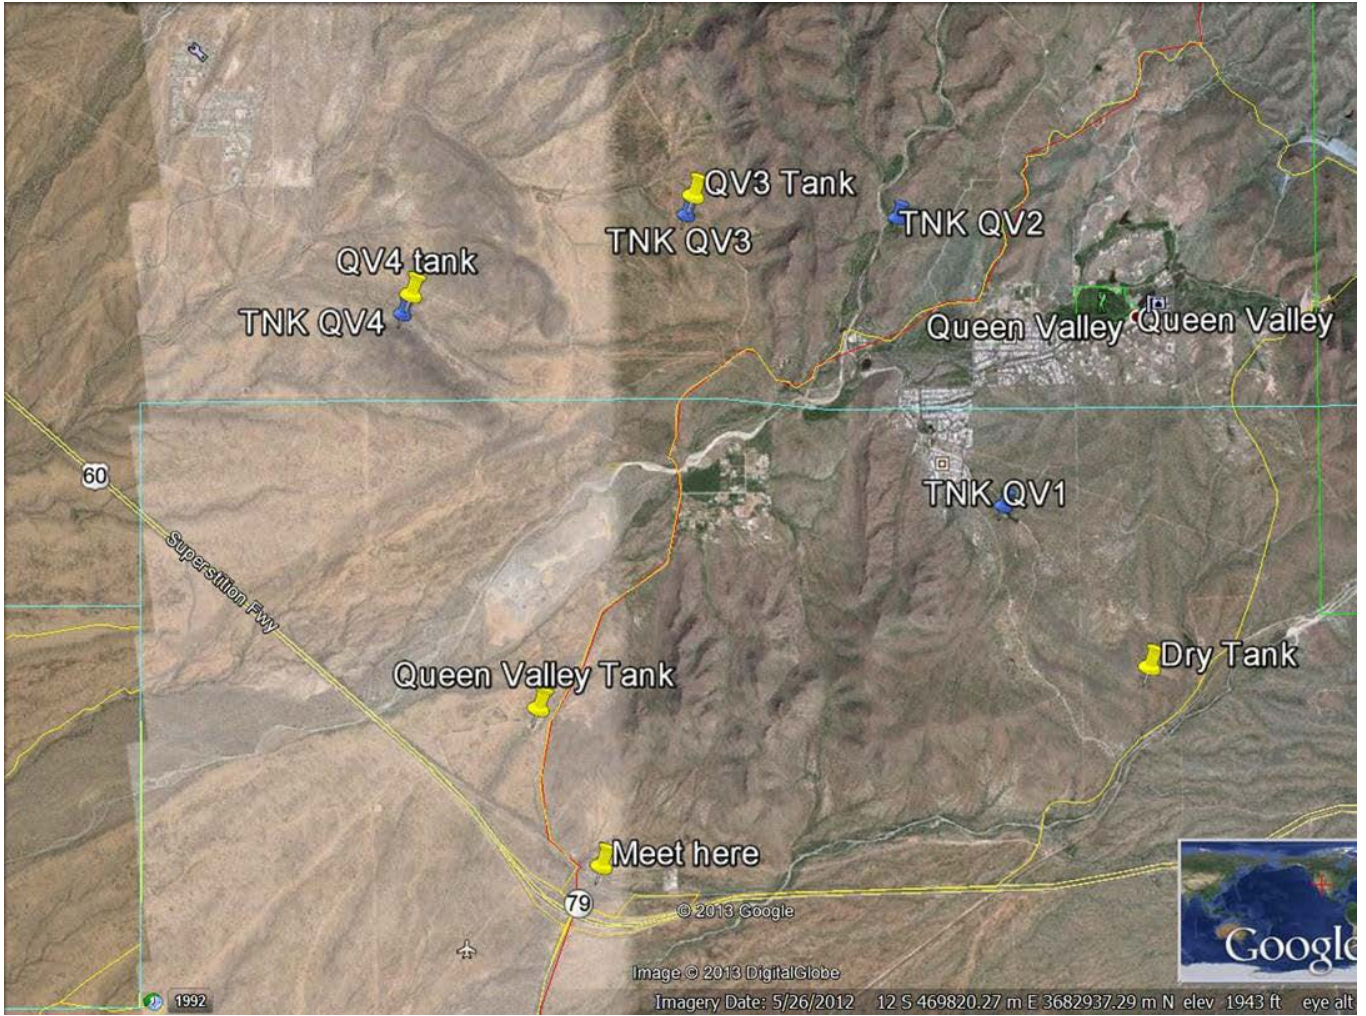 QV3 Tank
TNK QV2
TNK QV3
QV4 tank
TNK QV4
Queen Valley
Queen Valley
60
TNK QV1
Superstition Fwy
Dry Tank
Queen Valley Tank
Meet here
79
© 2013 Google
Google
Image © 2013 DigitalGlobe
1992
Imagery Date: 5/26/2012 12 S 469820.27 m E 3682937.29 m N elev 1943 ft eye alt